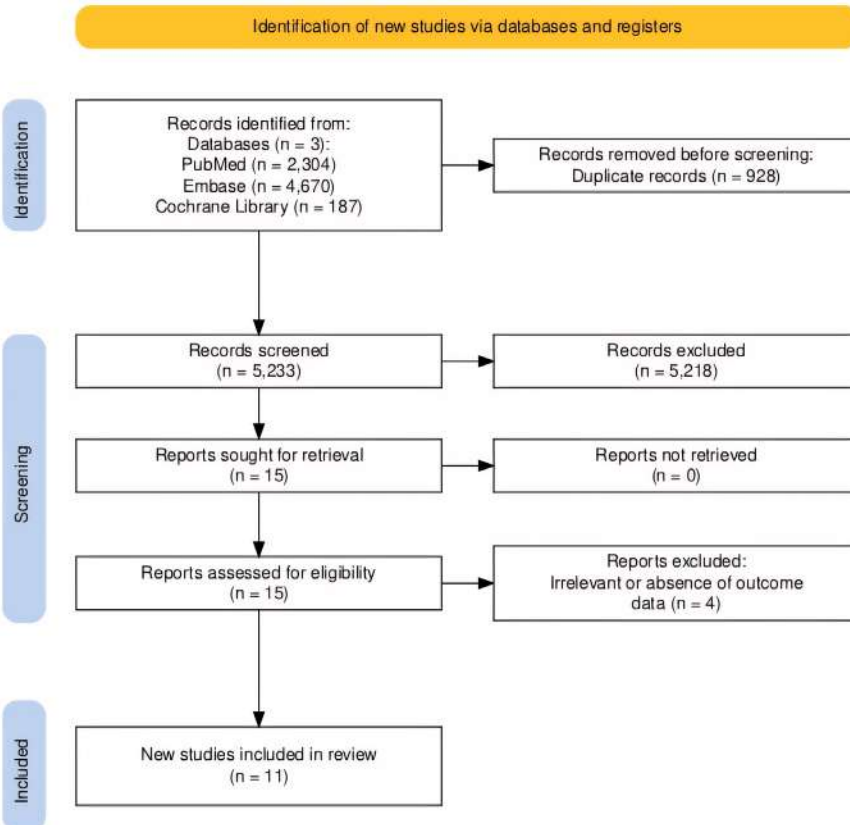 Identification of new studies via databases and registers
Identification
Records identified from:
Databases (n = 3):
PubMed (n = 2,304)
Embase (n = 4,670)
Cochrane Library (n = 187)
Records removed before screening:
Duplicate records (n = 928)
Screening
Records screened
(n = 5,233)
Records excluded
(n = 5,218)
Reports sought for retrieval
(n = 15)
Reports not retrieved
(n = 0)
Reports assessed for eligibility
(n = 15)
Reports excluded:
Irrelevant or absence of outcome
data (n = 4)
Included
New studies included in review
(n = 11)